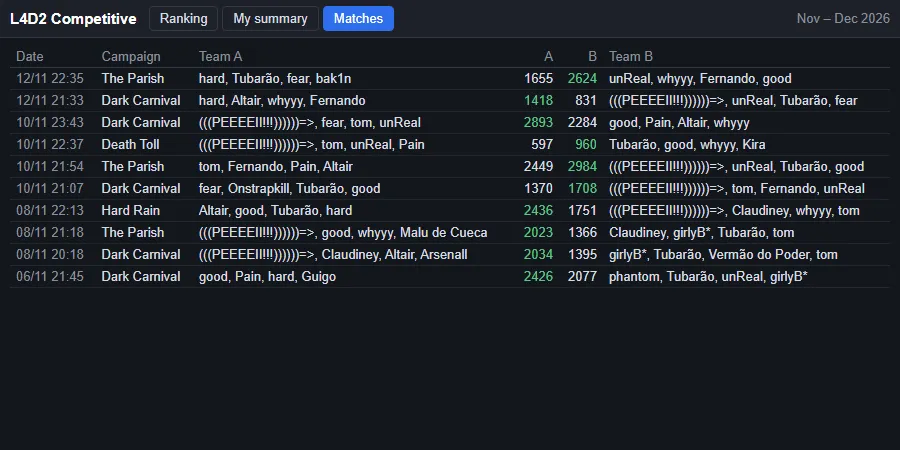 L4D2 Competitive Ranking My summary Matches Nov – Dec 2026
Date Campaign Team A A B Team B
12/11 22:35 The Parish hard, Tubarão, fear, bak1n 1655 2624 unReal, whyyy, Fernando, good
12/11 21:33 Dark Carnival hard, Altair, whyyy, Fernando 1418 831 (((PEEEEII!!!))))))=>, unReal, Tubarão, fear
10/11 23:43 Dark Carnival (((PEEEEII!!!))))))=>, fear, tom, unReal 2893 2284 good, Pain, Altair, whyyy
10/11 22:37 Death Toll (((PEEEEII!!!))))))=>, tom, unReal, Pain 597 960 Tubarão, good, whyyy, Kira
10/11 21:54 The Parish tom, Fernando, Pain, Altair 2449 2984 (((PEEEEII!!!))))))=>, unReal, Tubarão, good
10/11 21:07 Dark Carnival fear, Onstrapkill, Tubarão, good 1370 1708 (((PEEEEII!!!))))))=>, tom, Fernando, unReal
08/11 22:13 Hard Rain Altair, good, Tubarão, hard 2436 1751 (((PEEEEII!!!))))))=>, Claudiney, whyyy, tom
08/11 21:18 The Parish (((PEEEEII!!!))))))=>, good, whyyy, Malu de Cueca 2023 1366 Claudiney, girlyB*, Tubarão, tom
08/11 20:18 Dark Carnival (((PEEEEII!!!))))))=>, Claudiney, Altair, Arsenall 2034 1395 girlyB*, Tubarão, Vermão do Poder, tom
06/11 21:45 Dark Carnival good, Pain, hard, Guigo 2426 2077 phantom, Tubarão, unReal, girlyB*